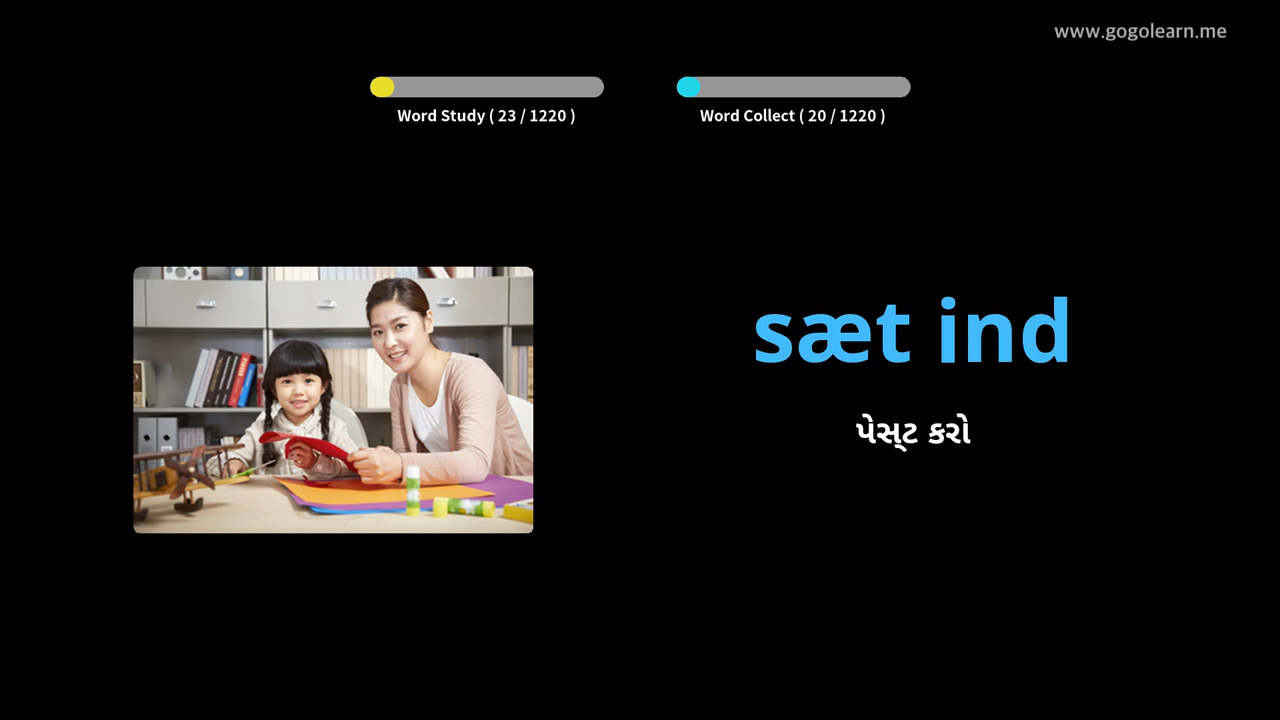 www.gogolearn.me
Word Study ( 23 / 1220 )
Word Collect ( 20 / 1220 )
sæt ind
પેસ્ટ કરો